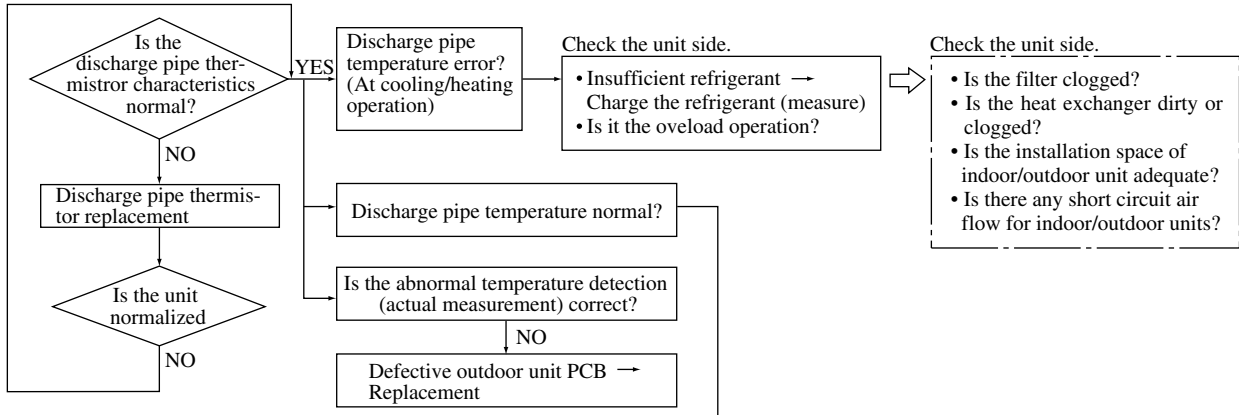 Is the
discharge pipe ther-
mistror characteristics
normal?
YES
NO
Discharge pipe thermis-
tor replacement
Is the unit
normalized
NO
Discharge pipe
temperature error?
(At cooling/heating
operation)
Check the unit side.
• Insufficient refrigerant →
Charge the refrigerant (measure)
• Is it the oveload operation?
Check the unit side.
• Is the filter clogged?
• Is the heat exchanger dirty or
clogged?
• Is the installation space of
indoor/outdoor unit adequate?
• Is there any short circuit air
flow for indoor/outdoor units?
Discharge pipe temperature normal?
Is the abnormal temperature detection
(actual measurement) correct?
NO
Defective outdoor unit PCB →
Replacement